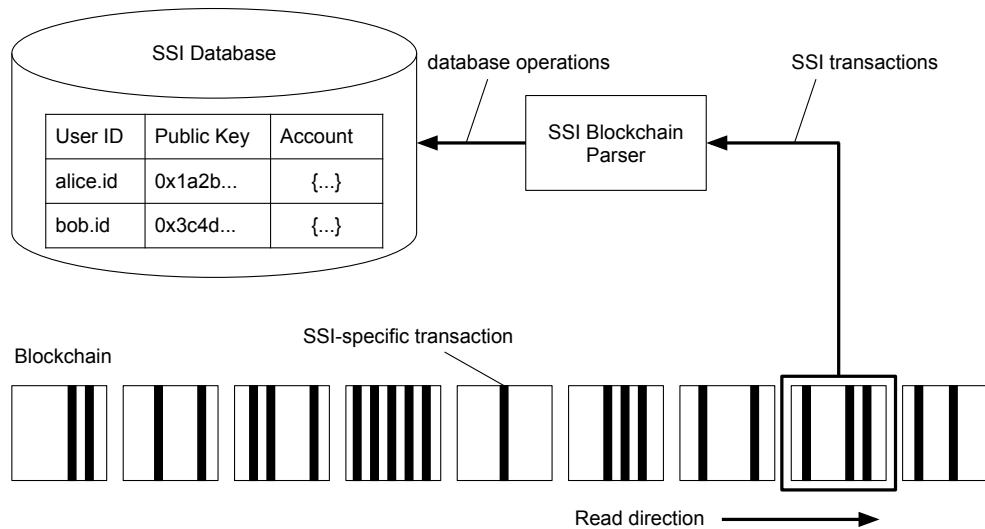 SSI Database
database operations
SSI transactions
User ID Public Key Account
alice.id 0x1a2b... {...}
bob.id 0x3c4d... {...}
SSI Blockchain
Parser
SSI-specific transaction
Blockchain
Read direction